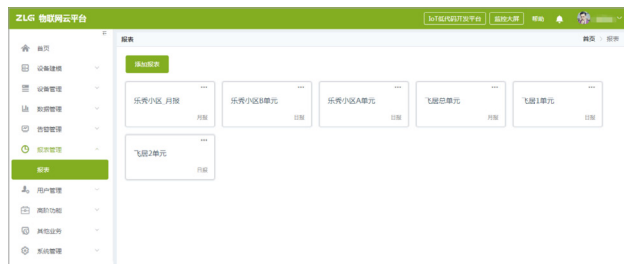 ZLG 物联网云平台
IoT低代码开发平台 监控大屏 帮助
首页
设备建模
设备管理
数据管理
告警管理
报表管理
报表
用户管理
高阶功能
其他业务
系统管理
报表
首页 / 报表
添加报表
乐秀小区_月报
月报
乐秀小区B单元
日报
乐秀小区A单元
日报
飞居总单元
月报
飞居1单元
日报
飞居2单元
月报